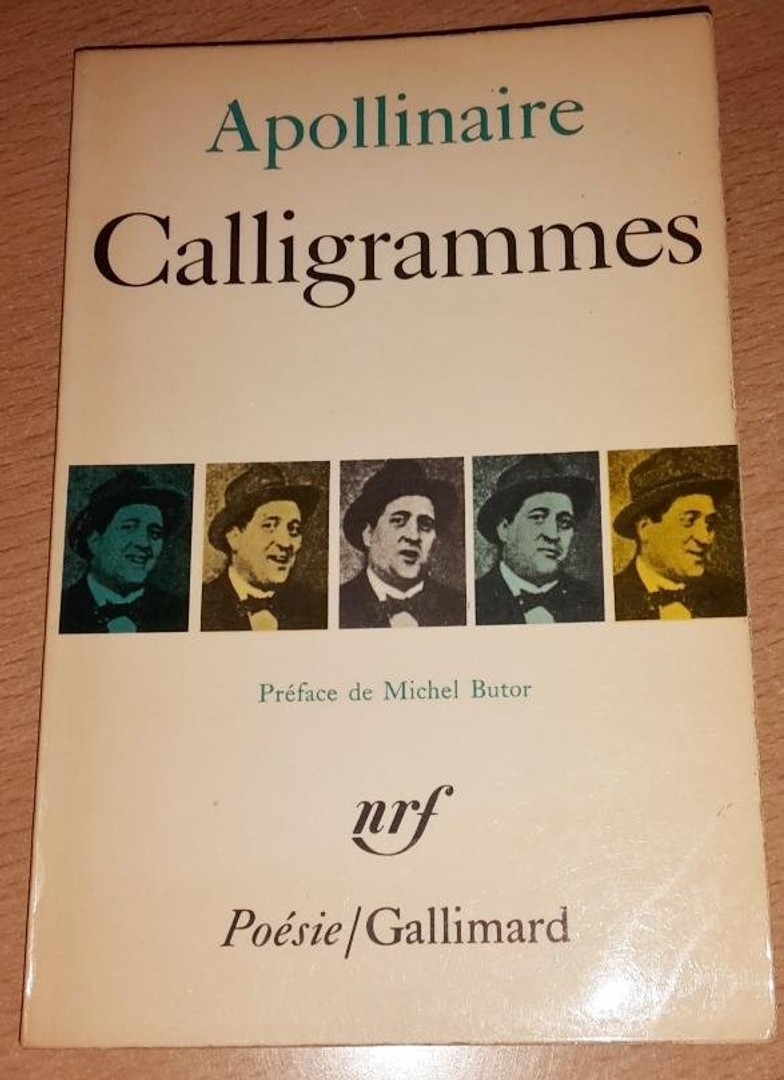 Apollinaire
Calligrammes
Préface de Michel Butor
nrf
Poésie/Gallimard